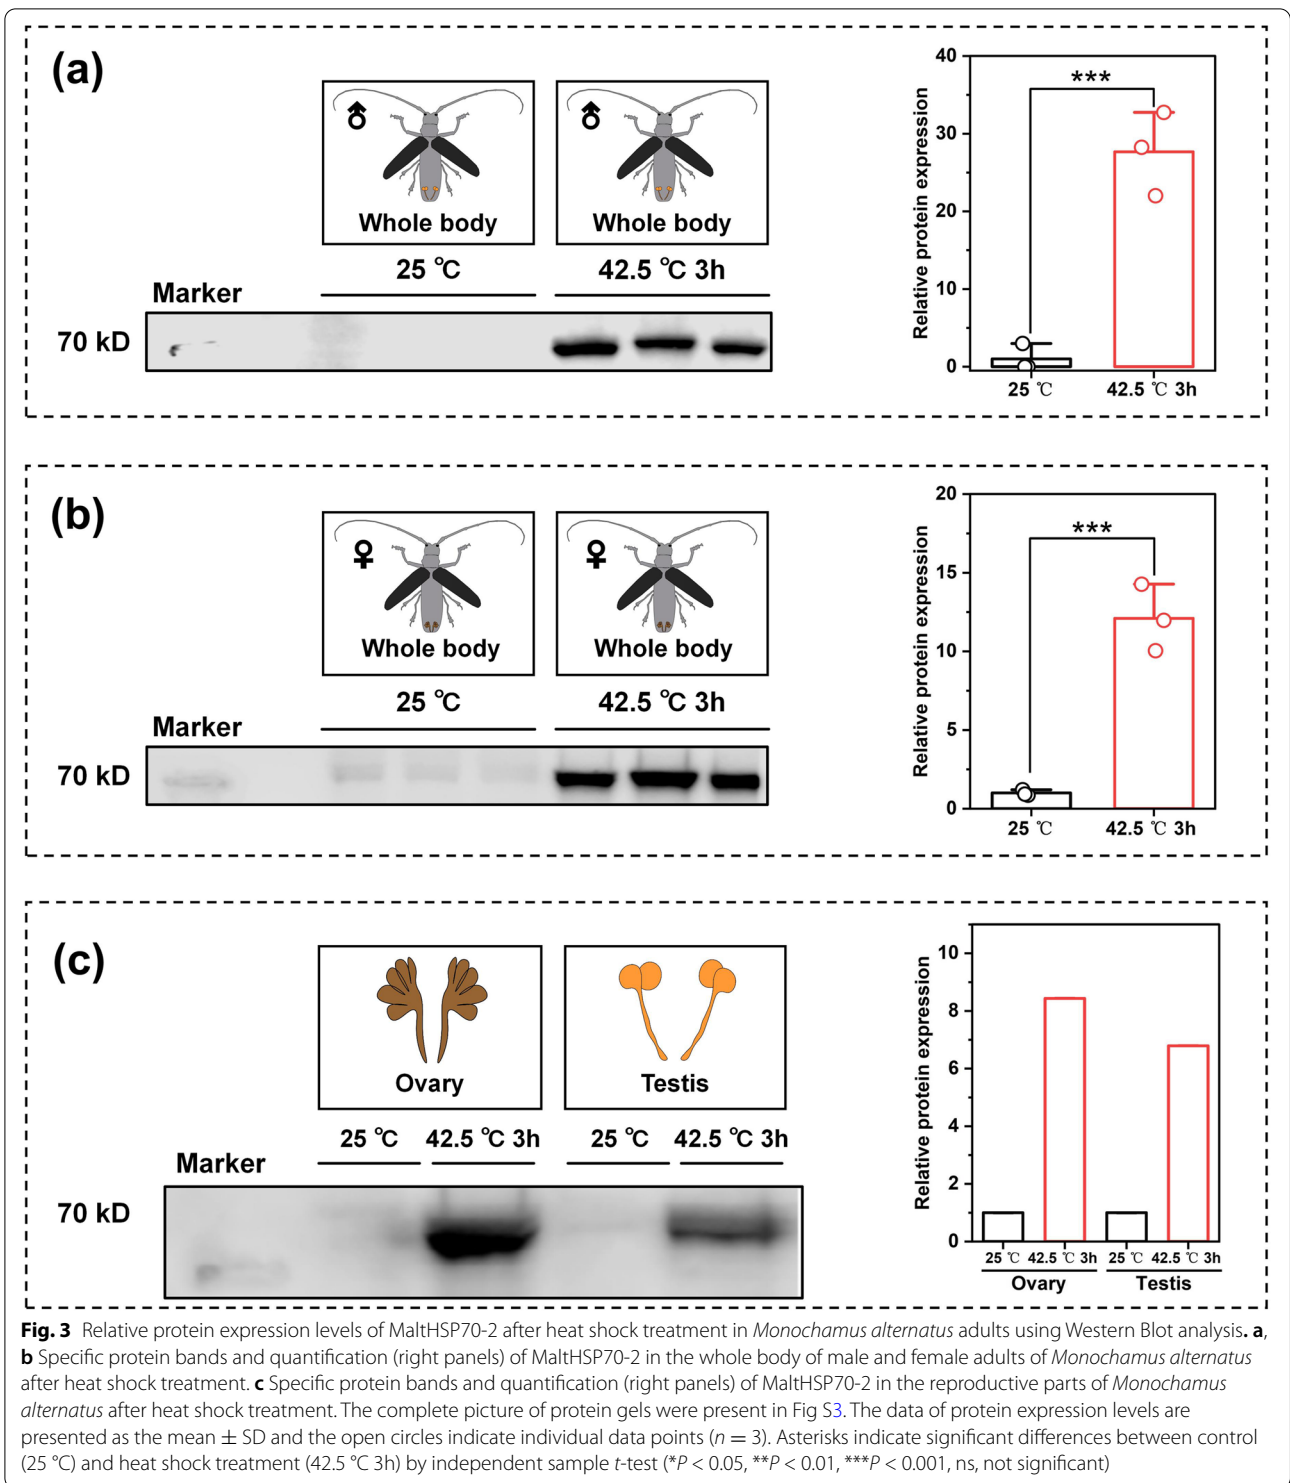 (a)
♂
♂
Whole body
Whole body
25 ℃
42.5 ℃ 3h
Marker
70 kD
Relative protein expression
40
30
20
10
0
***
25 ℃
42.5 ℃ 3h
(b)
♀
♀
Whole body
Whole body
25 ℃
42.5 ℃ 3h
Marker
70 kD
Relative protein expression
20
15
10
5
0
***
25 ℃
42.5 ℃ 3h
(c)
Ovary
Testis
25 ℃
42.5 ℃ 3h
25 ℃
42.5 ℃ 3h
Marker
70 kD
Relative protein expression
10
8
6
4
2
0
25 ℃ 42.5 ℃ 3h 25 ℃ 42.5 ℃ 3h
Ovary
Testis
Fig. 3 Relative protein expression levels of MaltHSP70-2 after heat shock treatment in Monochamus alternatus adults using Western Blot analysis. a,
b Specific protein bands and quantification (right panels) of MaltHSP70-2 in the whole body of male and female adults of Monochamus alternatus
after heat shock treatment. c Specific protein bands and quantification (right panels) of MaltHSP70-2 in the reproductive parts of Monochamus
alternatus after heat shock treatment. The complete picture of protein gels were present in Fig S3. The data of protein expression levels are
presented as the mean ± SD and the open circles indicate individual data points (n = 3). Asterisks indicate significant differences between control
(25 °C) and heat shock treatment (42.5 °C 3h) by independent sample t-test (*P < 0.05, **P < 0.01, ***P < 0.001, ns, not significant)